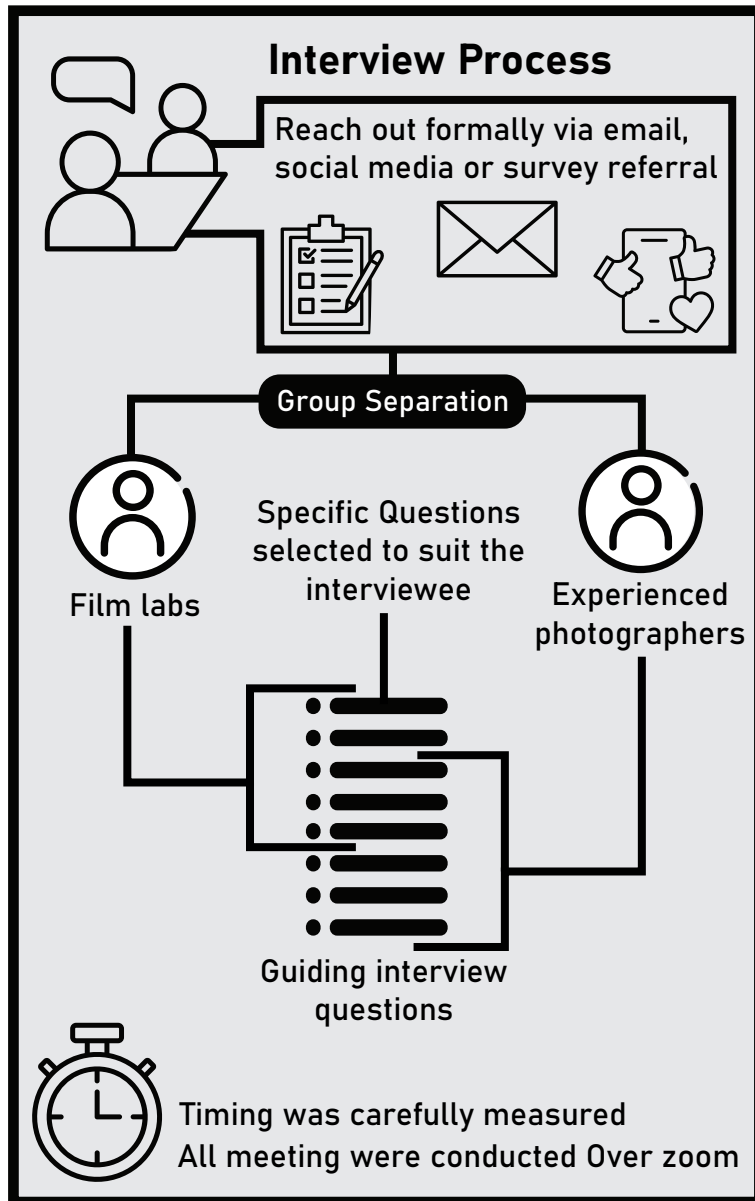 Interview Process
Reach out formally via email,
social media or survey referral
Group Separation
Film labs
Specific Questions
selected to suit the
interviewee
Experienced
photographers
Guiding interview
questions
Timing was carefully measured
All meeting were conducted Over zoom